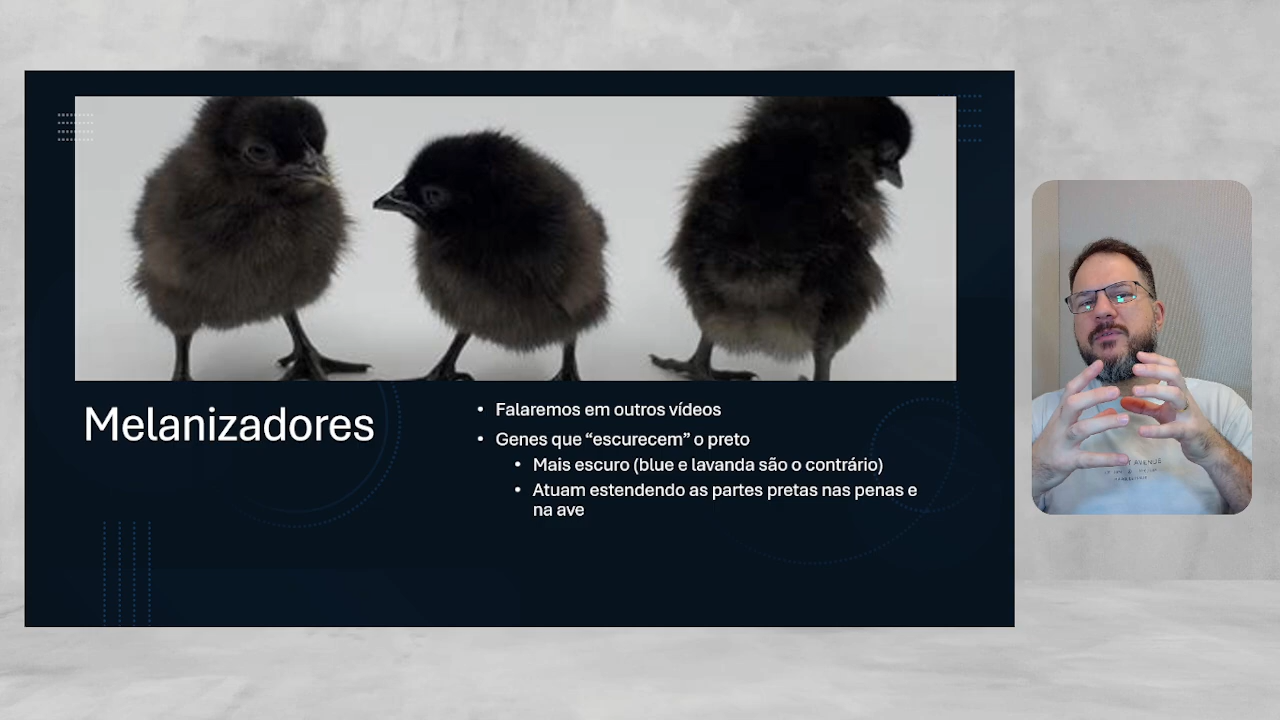 Melanizadores
• Falaremos em outros vídeos
• Genes que “escurecem” o preto
• Mais escuro (blue e lavanda são o contrário)
• Atuam estendendo as partes pretas nas penas e
na ave